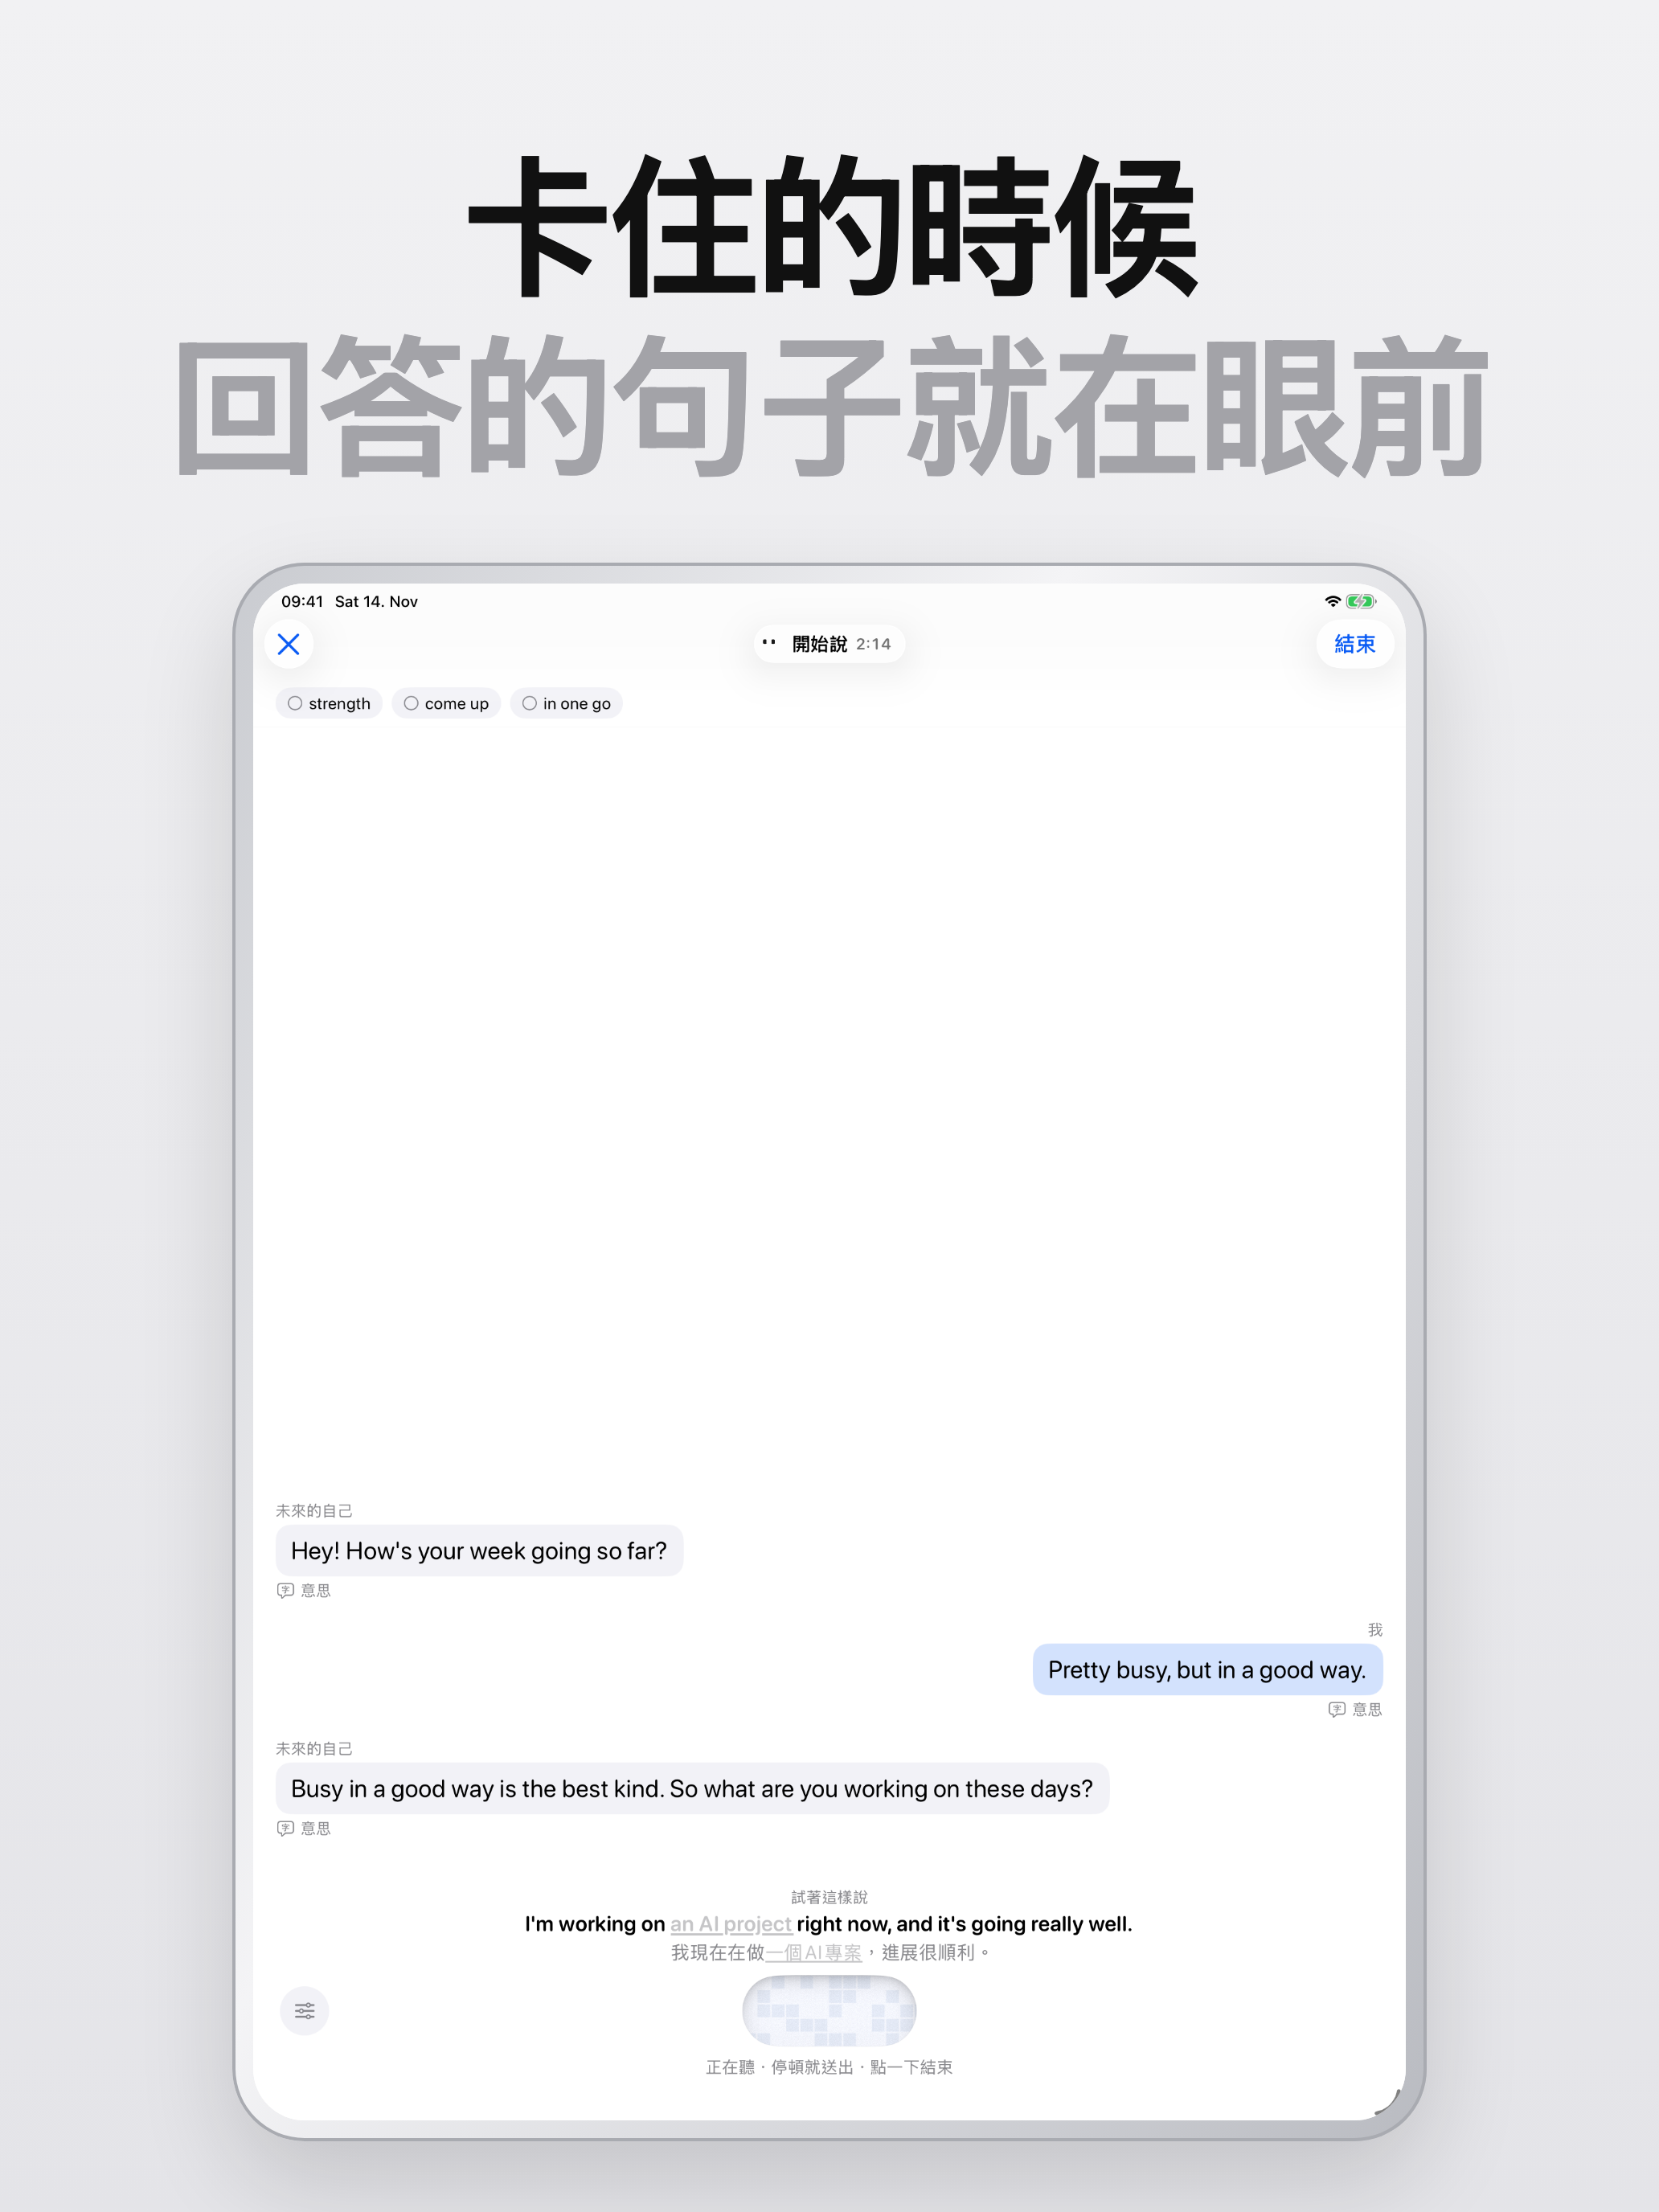 卡住的時候
回答的句子就在眼前
09:41 Sat 14. Nov
開始說 2:14
結束
strength
come up
in one go
未來的自己
Hey! How's your week going so far?
字 意思
我
Pretty busy, but in a good way.
字 意思
未來的自己
Busy in a good way is the best kind. So what are you working on these days?
字 意思
試著這樣說
I'm working on an AI project right now, and it's going really well.
我現在在做一個AI專案，進展很順利。
正在聽 · 停頓就送出 · 點一下結束